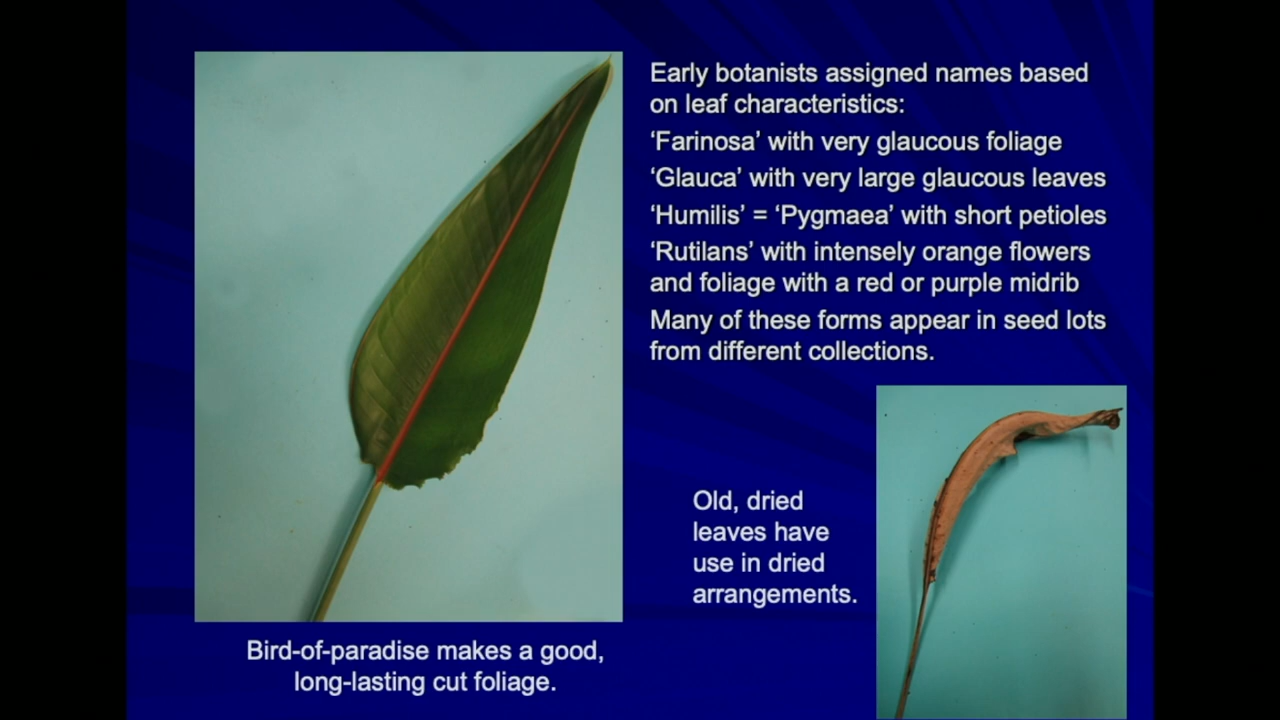 Early botanists assigned names based
on leaf characteristics:
‘Farinosa’ with very glaucous foliage
‘Glauca’ with very large glaucous leaves
‘Humilis’ = ‘Pygmaea’ with short petioles
‘Rutilans’ with intensely orange flowers
and foliage with a red or purple midrib
Many of these forms appear in seed lots
from different collections.
Old, dried
leaves have
use in dried
arrangements.
Bird-of-paradise makes a good,
long-lasting cut foliage.